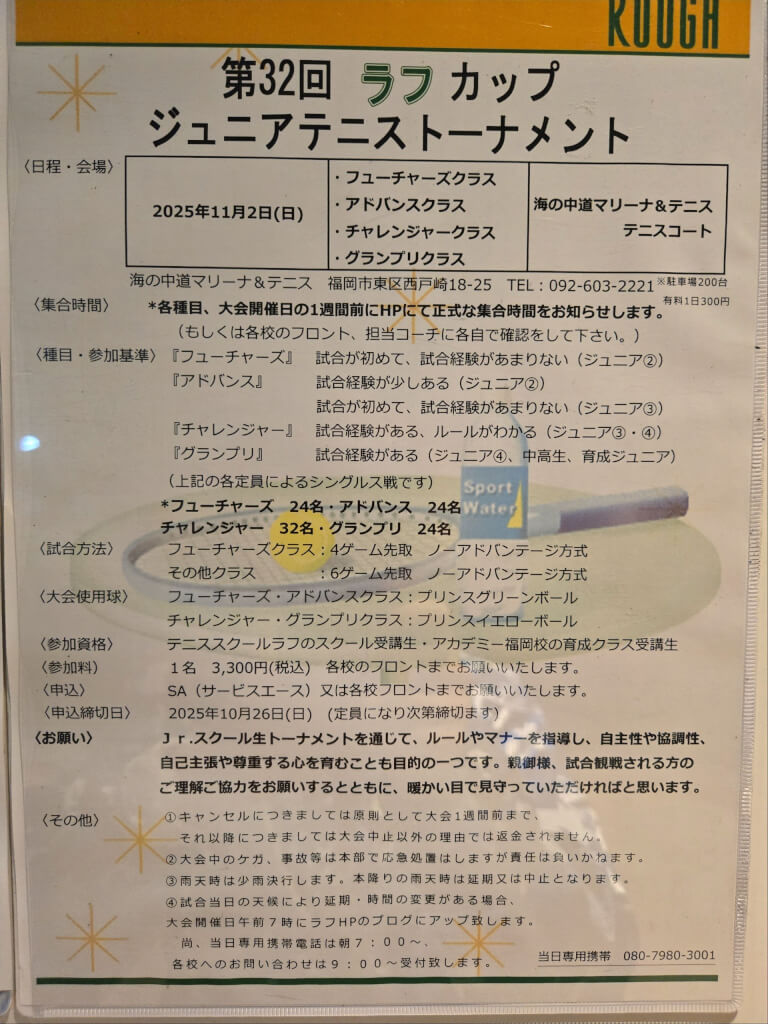 ROUGH
第32回 ラフ カップ
ジュニアテニストーナメント
〈日程・会場〉
2025年11月2日(日)
・フューチャーズクラス
・アドバンスクラス
・チャレンジャークラス
・グランプリクラス
海の中道マリーナ&テニス
テニスコート
海の中道マリーナ&テニス 福岡市東区西戸崎18-25 TEL：092-603-2221 ※駐車場200台
有料1日300円
〈集合時間〉 *各種目、大会開催日の1週間前にHPにて正式な集合時間をお知らせします。
（もしくは各校のフロント、担当コーチに各自で確認をして下さい。）
〈種目・参加基準〉 『フューチャーズ』 試合が初めて、試合経験があまりない（ジュニア②）
『アドバンス』 試合経験が少しある（ジュニア②）
試合が初めて、試合経験があまりない（ジュニア③）
『チャレンジャー』 試合経験がある、ルールがわかる（ジュニア③・④）
『グランプリ』 試合経験がある（ジュニア④、中高生、育成ジュニア）
（上記の各定員によるシングルス戦です）
Sport
Water
*フューチャーズ 24名・アドバンス 24名
チャレンジャー 32名・グランプリ 24名
〈試合方法〉 フューチャーズクラス：4ゲーム先取 ノーアドバンテージ方式
その他クラス ：6ゲーム先取 ノーアドバンテージ方式
〈大会使用球〉 フューチャーズ・アドバンスクラス：プリンスグリーンボール
チャレンジャー・グランプリクラス：プリンスイエローボール
〈参加資格〉 テニススクールラフのスクール受講生・アカデミー福岡校の育成クラス受講生
〈参加料〉 １名 3,300円(税込) 各校のフロントまでお願いいたします。
〈申込〉 SA（サービスエース）又は各校フロントまでお願いいたします。
〈申込締切日〉 2025年10月26日(日) (定員になり次第締切ます)
〈お願い〉 Ｊｒ.スクール生トーナメントを通じて、ルールやマナーを指導し、自主性や協調性、
自己主張や尊重する心を育むことも目的の一つです。親御様、試合観戦される方の
ご理解ご協力をお願いするとともに、暖かい目で見守っていただければと思います。
〈その他〉 ①キャンセルにつきましては原則として大会1週間前まで、
それ以降につきましては大会中止以外の理由では返金されません。
②大会中のケガ、事故等は本部で応急処置はしますが責任は負いかねます。
③雨天時は少雨決行します。本降りの雨天時は延期又は中止となります。
④試合当日の天候により延期・時間の変更がある場合、
大会開催日午前７時にラフHPのブログにアップ致します。
尚、当日専用携帯電話は朝７：００～、
各校へのお問い合わせは９：００～受付致します。
当日専用携帯 080-7980-3001